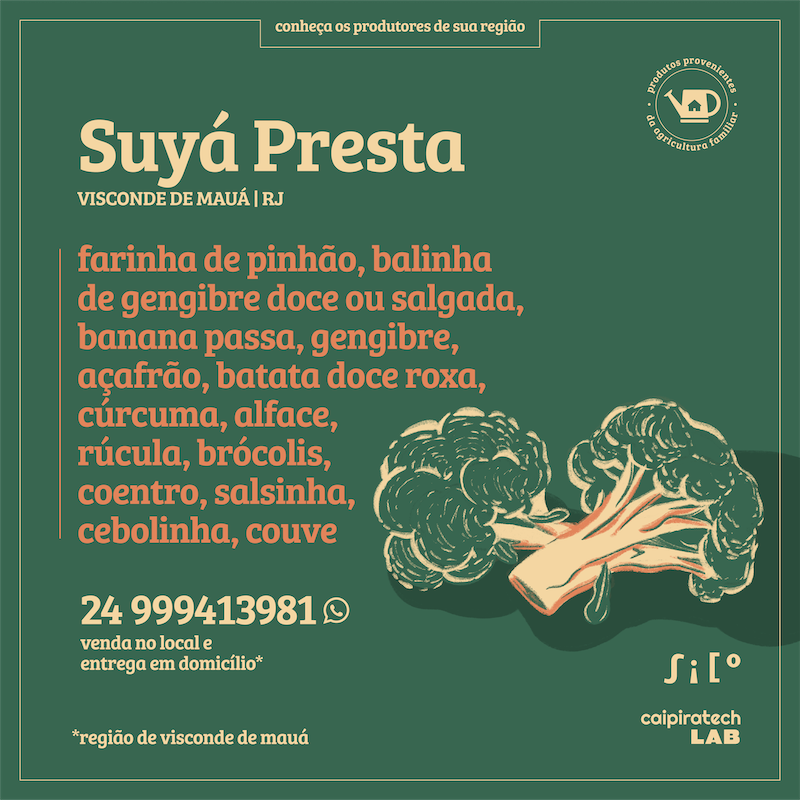 conheça os produtores de sua região
produtos provenientes
da agricultura familiar
Suyá Presta
VISCONDE DE MAUÁ | RJ
farinha de pinhão, balinha
de gengibre doce ou salgada,
banana passa, gengibre,
açafrão, batata doce roxa,
cúrcuma, alface,
rúcula, brócolis,
coentro, salsinha,
cebolinha, couve
24 999413981
venda no local e
entrega em domicílio*
silo
caipiratech
LAB
*região de visconde de mauá